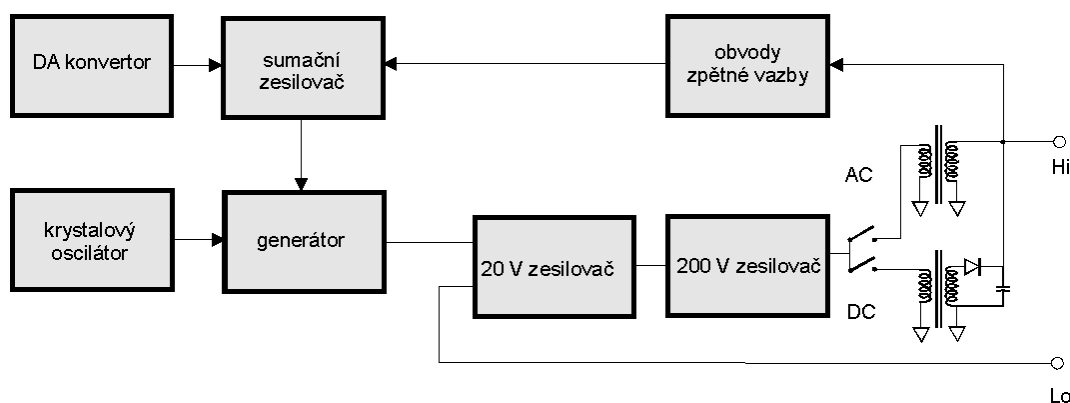 DA konvertor
sumační
zesilovač
obvody
zpětné vazby
AC
Hi
krystalový
oscilátor
generátor
20 V zesilovač
200 V zesilovač
DC
Lo